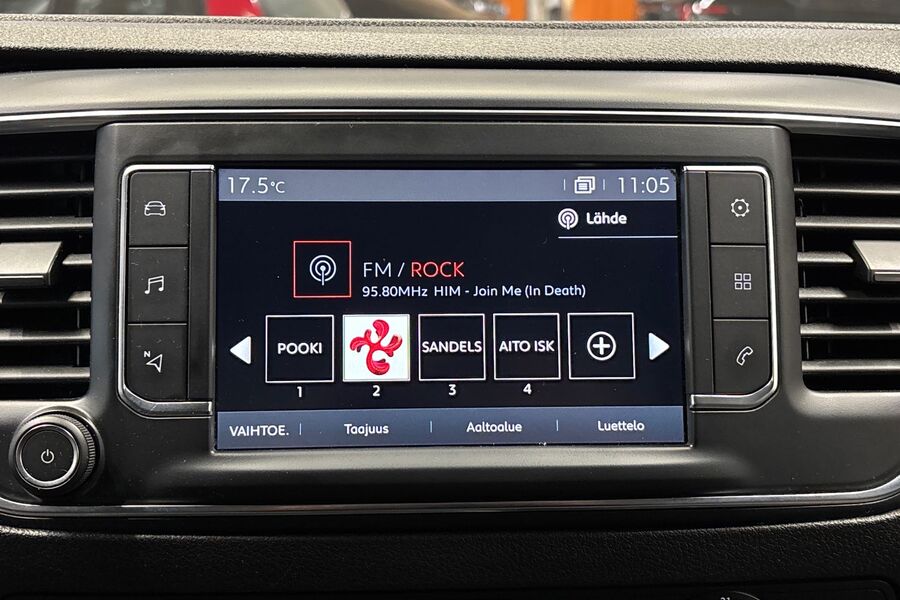 17.5°C 11:05
Lähde
FM / ROCK
95.80MHz HIM - Join Me (In Death)
POOKI SANDELS AITO ISK
1 2 3 4
N
VAIHTOE. Taajuus Aaltoalue Luettelo
21